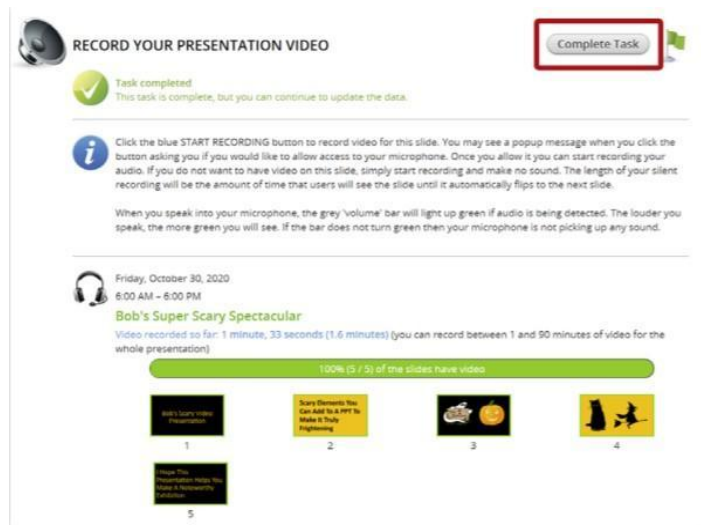 RECORD YOUR PRESENTATION VIDEO
Complete Task
Task completed
This task is complete, but you can continue to update the data.
Click the blue START RECORDING button to record video for this slide. You may see a popup message when you click the
button asking you if you would like to allow access to your microphone. Once you allow it you can start recording your
audio. If you do not want to have video on this slide, simply start recording and make no sound. The length of your silent
recording will be the amount of time that users will see the slide until it automatically flips to the next slide.
When you speak into your microphone, the grey 'volume' bar will light up green if audio is being detected. The louder you
speak, the more green you will see. If the bar does not turn green then your microphone is not picking up any sound.
Friday, October 30, 2020
6:00 AM – 6:00 PM
Bob's Super Scary Spectacular
Video recorded so far: 1 minute, 33 seconds (1.6 minutes) (you can record between 1 and 90 minutes of video for the
whole presentation)
100% (5 / 5) of the slides have video
Bob's Scary Video
Presentation
1
Scary Elements You
Can Add To A PPT To
Make It Truly
Frightening
2
3
4
I Hope This
Presentation Helps You
Make A Noteworthy
Exhibition
5